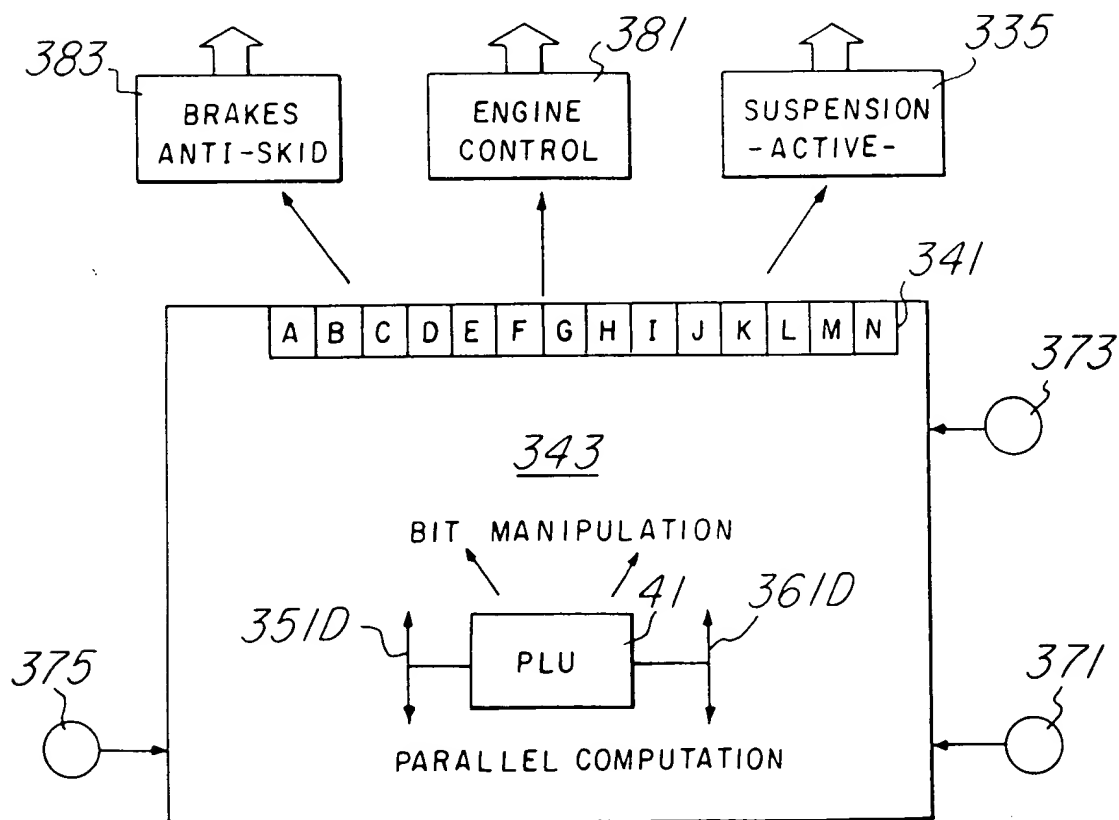 383
BRAKES
ANTI-SKID
381
ENGINE
CONTROL
335
SUSPENSION
-ACTIVE-
A B C D E F G H I J K L M N
341
373
343
BIT MANIPULATION
351D
PLU
41
361D
375
371
PARALLEL COMPUTATION